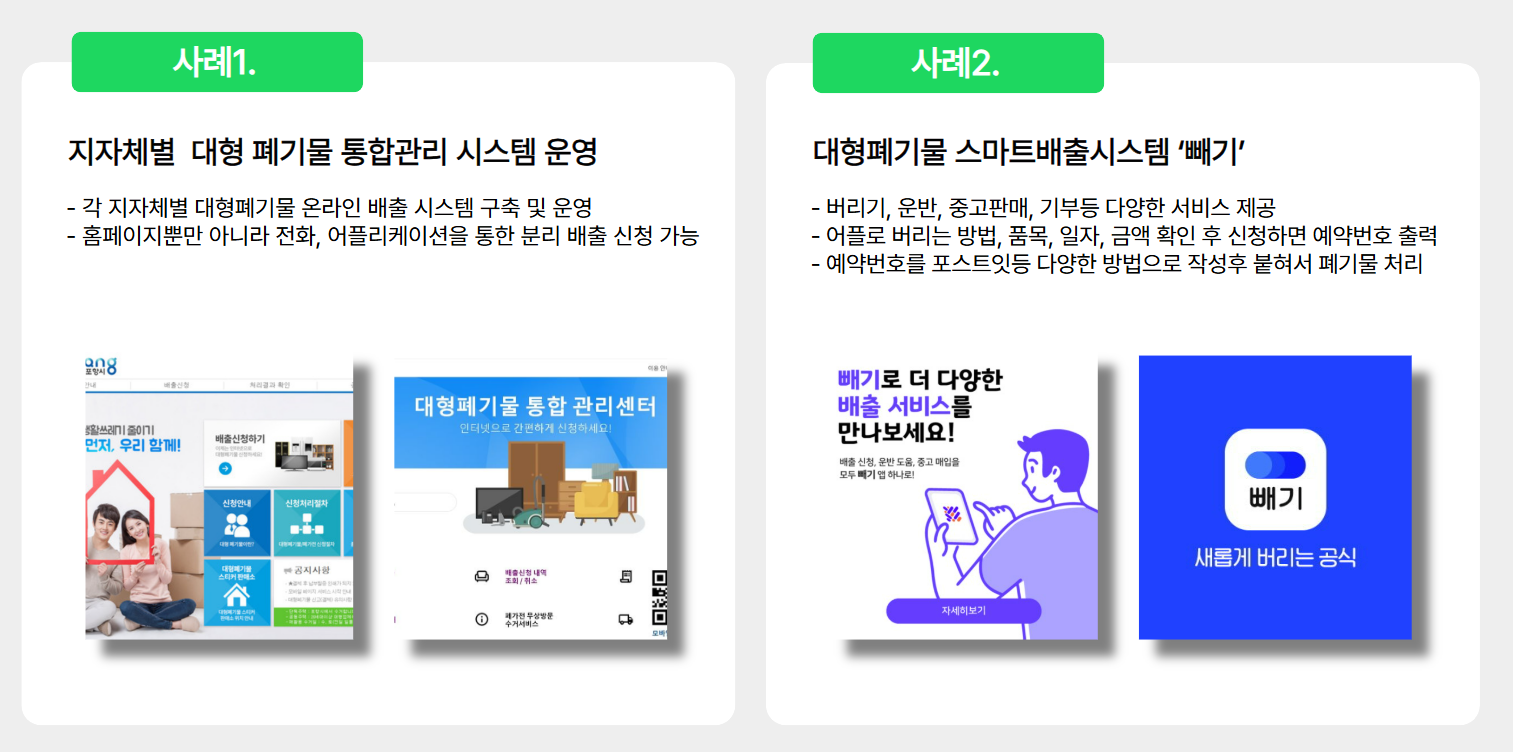 사례1.
지자체별 대형 폐기물 통합관리 시스템 운영
- 각 지자체별 대형폐기물 온라인 배출 시스템 구축 및 운영
- 홈페이지뿐만 아니라 전화, 어플리케이션을 통한 분리 배출 신청 가능
ang
포항시
안내
배출신청
처리결과 확인
생활쓰레기 줄이기
먼저, 우리 함께!
배출신청하기
신청안내
신청처리절차
대형폐기물
스티커 판매소
공지사항
이용 안
대형폐기물 통합 관리센터
인터넷으로 간편하게 신청하세요!
배출신청 내역
조회 / 취소
폐가전 무상방문
수거서비스
모바
사례2.
대형폐기물 스마트배출시스템 ‘빼기’
- 버리기, 운반, 중고판매, 기부등 다양한 서비스 제공
- 어플로 버리는 방법, 품목, 일자, 금액 확인 후 신청하면 예약번호 출력
- 예약번호를 포스트잇등 다양한 방법으로 작성후 붙혀서 폐기물 처리
빼기로 더 다양한
배출 서비스를
만나보세요!
배출 신청, 운반 도움, 중고 매입을
모두 빼기 앱 하나로!
자세히보기
빼기
새롭게 버리는 공식